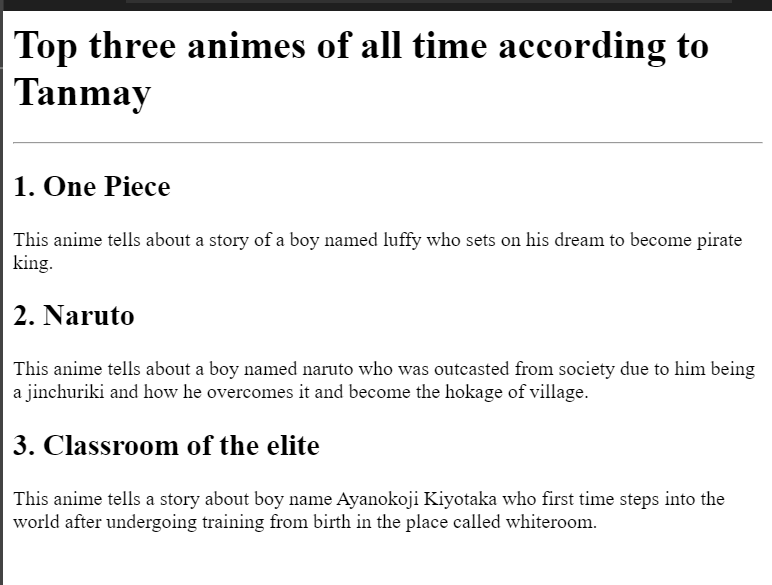 Top three animes of all time according to
Tanmay
1. One Piece
This anime tells about a story of a boy named luffy who sets on his dream to become pirate
king.
2. Naruto
This anime tells about a boy named naruto who was outcasted from society due to him being
a jinchuriki and how he overcomes it and become the hokage of village.
3. Classroom of the elite
This anime tells a story about boy name Ayanokoji Kiyotaka who first time steps into the
world after undergoing training from birth in the place called whiteroom.